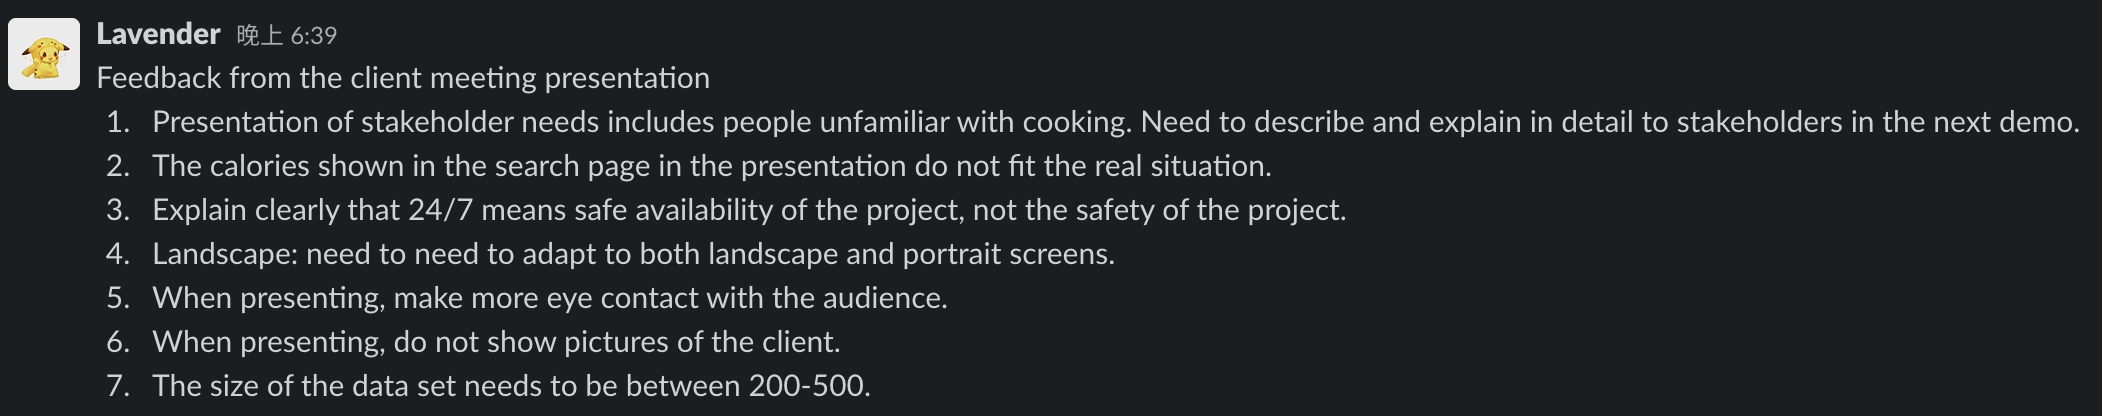 Lavender 晚上 6:39
Feedback from the client meeting presentation
1. Presentation of stakeholder needs includes people unfamiliar with cooking. Need to describe and explain in detail to stakeholders in the next demo.
2. The calories shown in the search page in the presentation do not fit the real situation.
3. Explain clearly that 24/7 means safe availability of the project, not the safety of the project.
4. Landscape: need to need to adapt to both landscape and portrait screens.
5. When presenting, make more eye contact with the audience.
6. When presenting, do not show pictures of the client.
7. The size of the data set needs to be between 200-500.